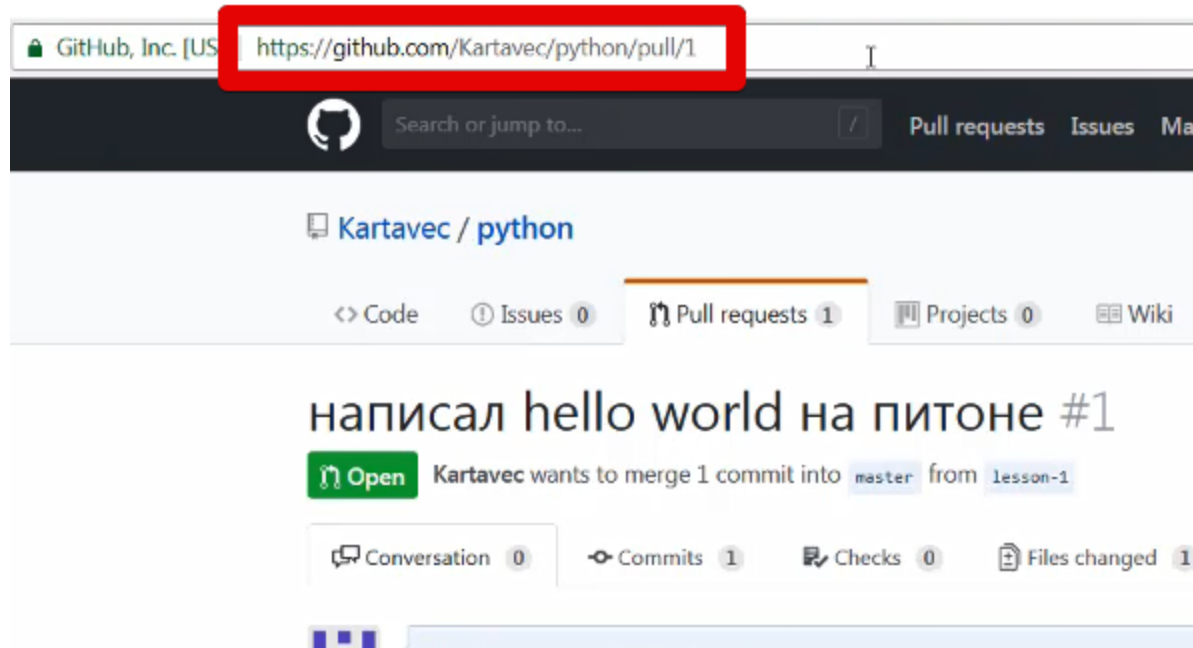 GitHub, Inc. [US https://github.com/Kartavec/python/pull/1
Search or jump to... / Pull requests Issues Ma
Kartavec / python
Code Issues 0 Pull requests 1 Projects 0 Wiki
написал hello world на питоне #1
Open Kartavec wants to merge 1 commit into master from lesson-1
Conversation 0 Commits 1 Checks 0 Files changed 1